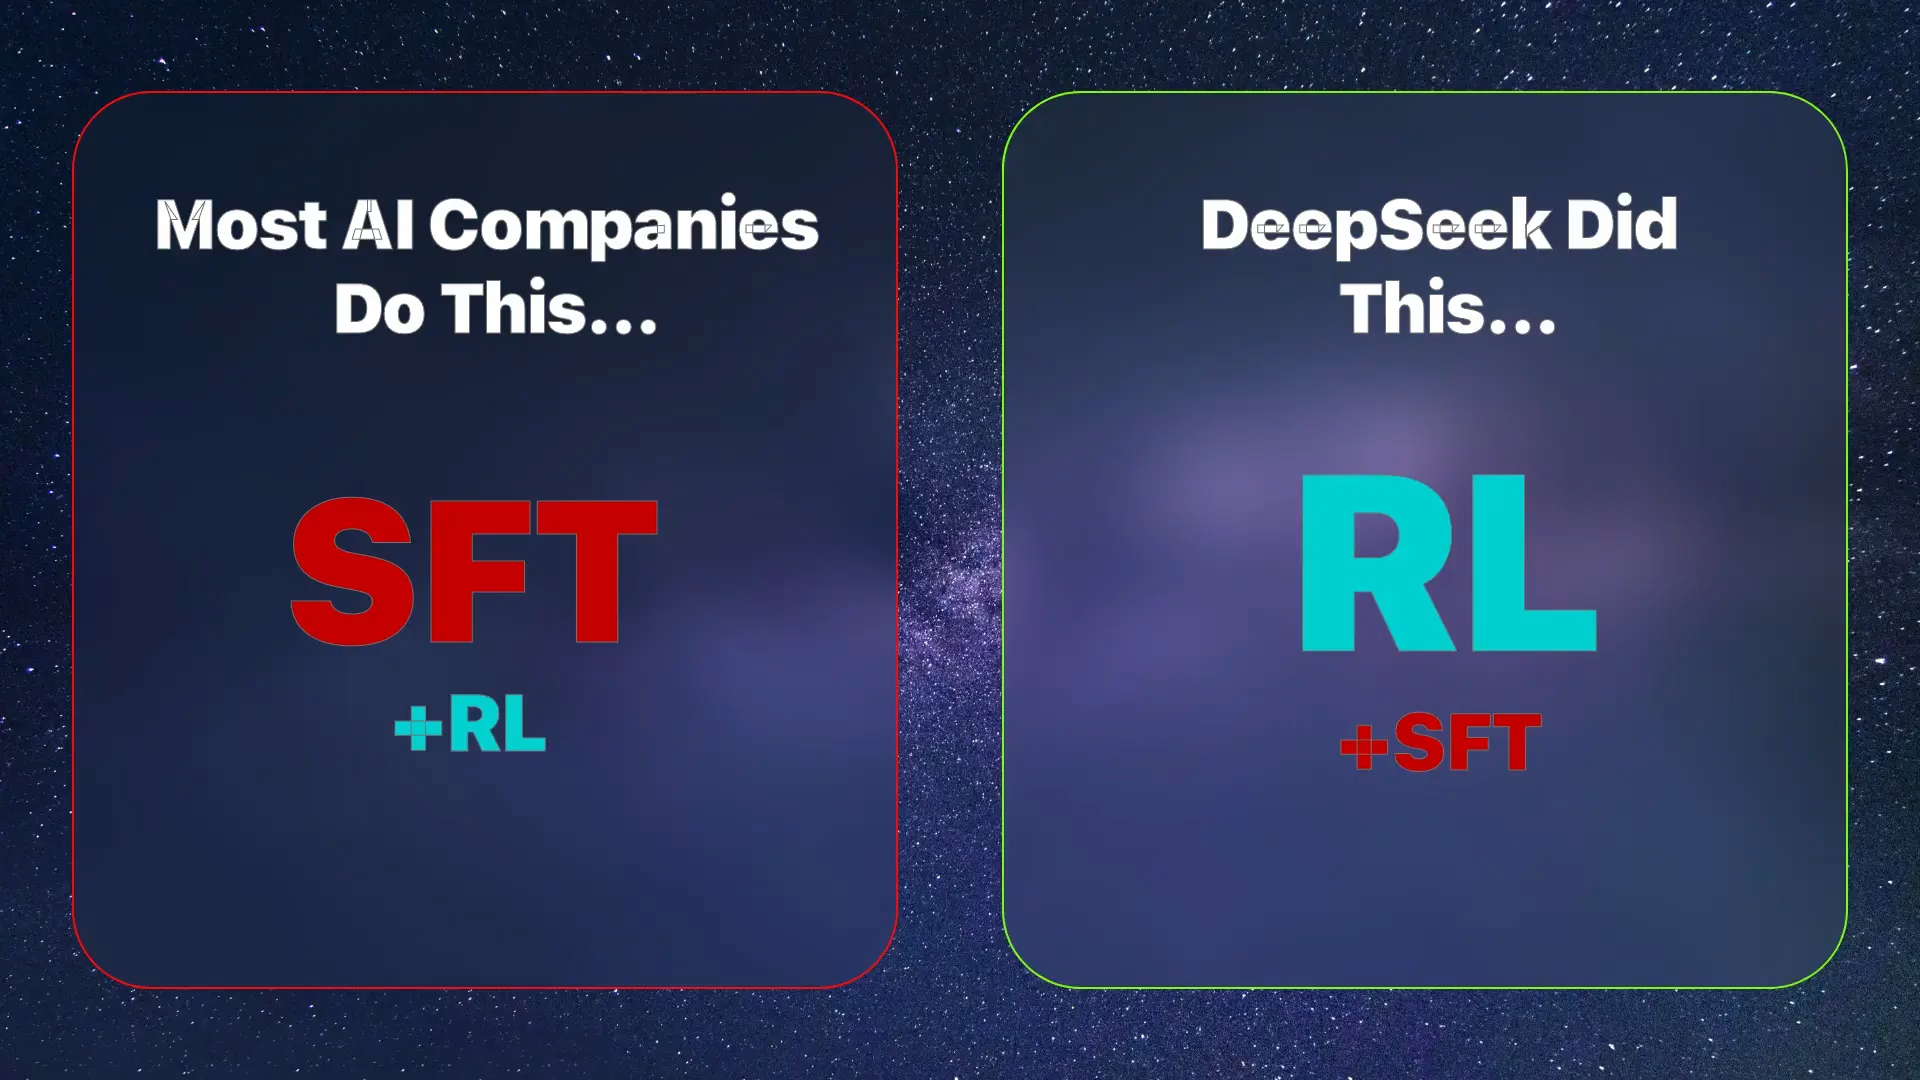 Most AI Companies
Do This...
SFT
+RL
DeepSeek Did
This...
RL
+SFT